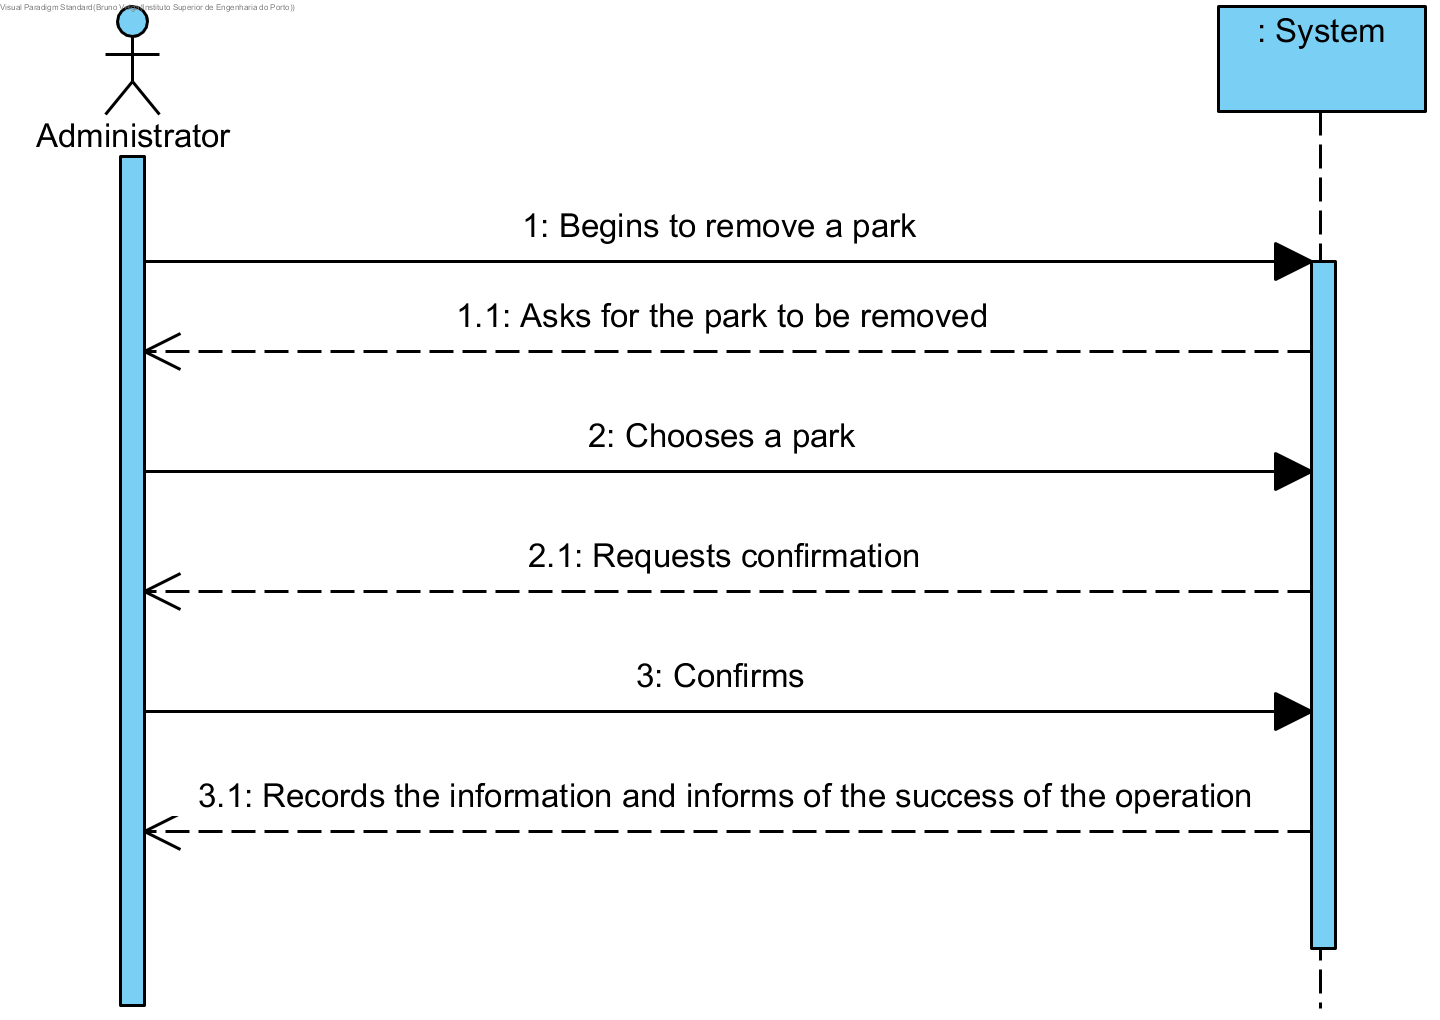 Visual Paradigm Standard(Bruno Instituto Superior de Engenharia do Porto))
: System
Administrator
1: Begins to remove a park
1.1: Asks for the park to be removed
2: Chooses a park
2.1: Requests confirmation
3: Confirms
3.1: Records the information and informs of the success of the operation